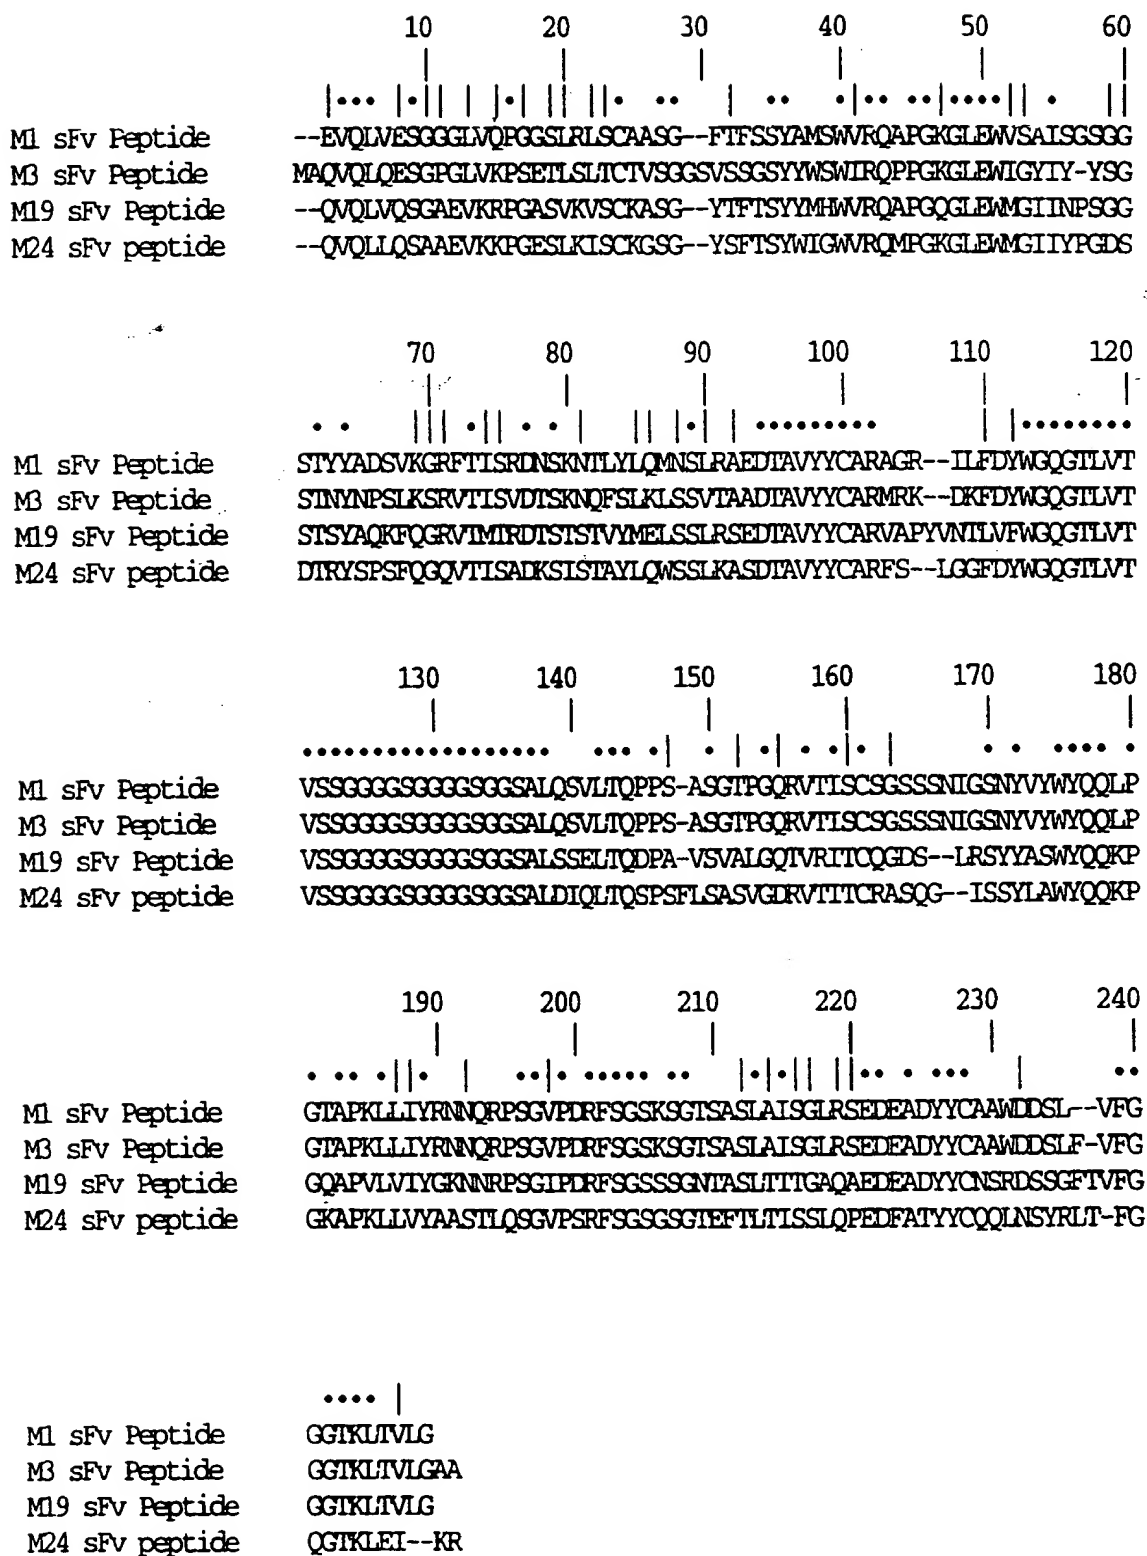 10 20 30 40 50 60
M1 sFv Peptide --EVQLVESGGGLVQPGGSLRLSCAASG--FTFSSYAMSWVRQAPGKGLEWVSAISGSGG
M3 sFv Peptide MAQVQLQESGPGLVKPSETLSLTCTVSGGSVSSGSYYWSWIRQPPGKGLEWIGYIY-YSG
M19 sFv Peptide --QVQLVQSGAEVKRPGASVKVSCKASG--YTFTSYYMHWVRQAPGQGLEWMGIINPSGG
M24 sFv peptide --QVQLLQSAAEVKKPGESLKISCKGSG--YSFTSYWIGWVRQMPGKGLEWMGIIYPGDS
70 80 90 100 110 120
M1 sFv Peptide STYYADSVKGRFTISRDNSKNTLYLQMNSLRAEDTAVYYCARAGR--ILFDYWGQGTLVT
M3 sFv Peptide STNYNPSLKSRVTISVDTSKNQFSLKLSSVTAADTAVYYCARMRK--DKFDYWGQGTLVT
M19 sFv Peptide STSYAQKFQGRVTMTRDTSTSTVYMELSSLRSEDTAVYYCARVAPYVNTLVFWGQGTLVT
M24 sFv peptide DTRYSPSFQGQVTISADKSISTAYLQWSSLKASDTAVYYCARFS--LGGFDYWGQGTLVT
130 140 150 160 170 180
M1 sFv Peptide VSSGGGGSGGGGSGGSALQSVLTQPPS-ASGTPGQRVTISCSGSSSNIGSNYVYWYQQLP
M3 sFv Peptide VSSGGGGSGGGGSGGSALQSVLTQPPS-ASGTPGQRVTISCSGSSSNIGSNYVYWYQQLP
M19 sFv Peptide VSSGGGGSGGGGSGGSALSSELTQDPA-VSVALGQTVRITCQGDS--LRSYYASWYQQKP
M24 sFv peptide VSSGGGGSGGGGSGGSALDIQLTQSPSFLSASVGDRVTITCRASQG--ISSYLAWYQQKP
190 200 210 220 230 240
M1 sFv Peptide GTAPKLLIYRNNQRPSGVPDRFSGSKSGTSASLAISGLRSEDEADYYCAAWDDSL--VFG
M3 sFv Peptide GTAPKLLIYRNNQRPSGVPDRFSGSKSGTSASLAISGLRSEDEADYYCAAWDDSLF-VFG
M19 sFv Peptide GQAPVLVIYGKNNRPSGIPDRFSGSSSGNTASLTITGAQAEDEADYYCNSRDSSGFTVFG
M24 sFv peptide GKAPKLLVYAASTLQSGVPSRFSGSGSGTEFTLTISSLQPEDFATYYCQQLNSYRLT-FG
M1 sFv Peptide GGTKLTVLG
M3 sFv Peptide GGTKLTVLGAA
M19 sFv Peptide GGTKLTVLG
M24 sFv peptide QGTKLEI--KR